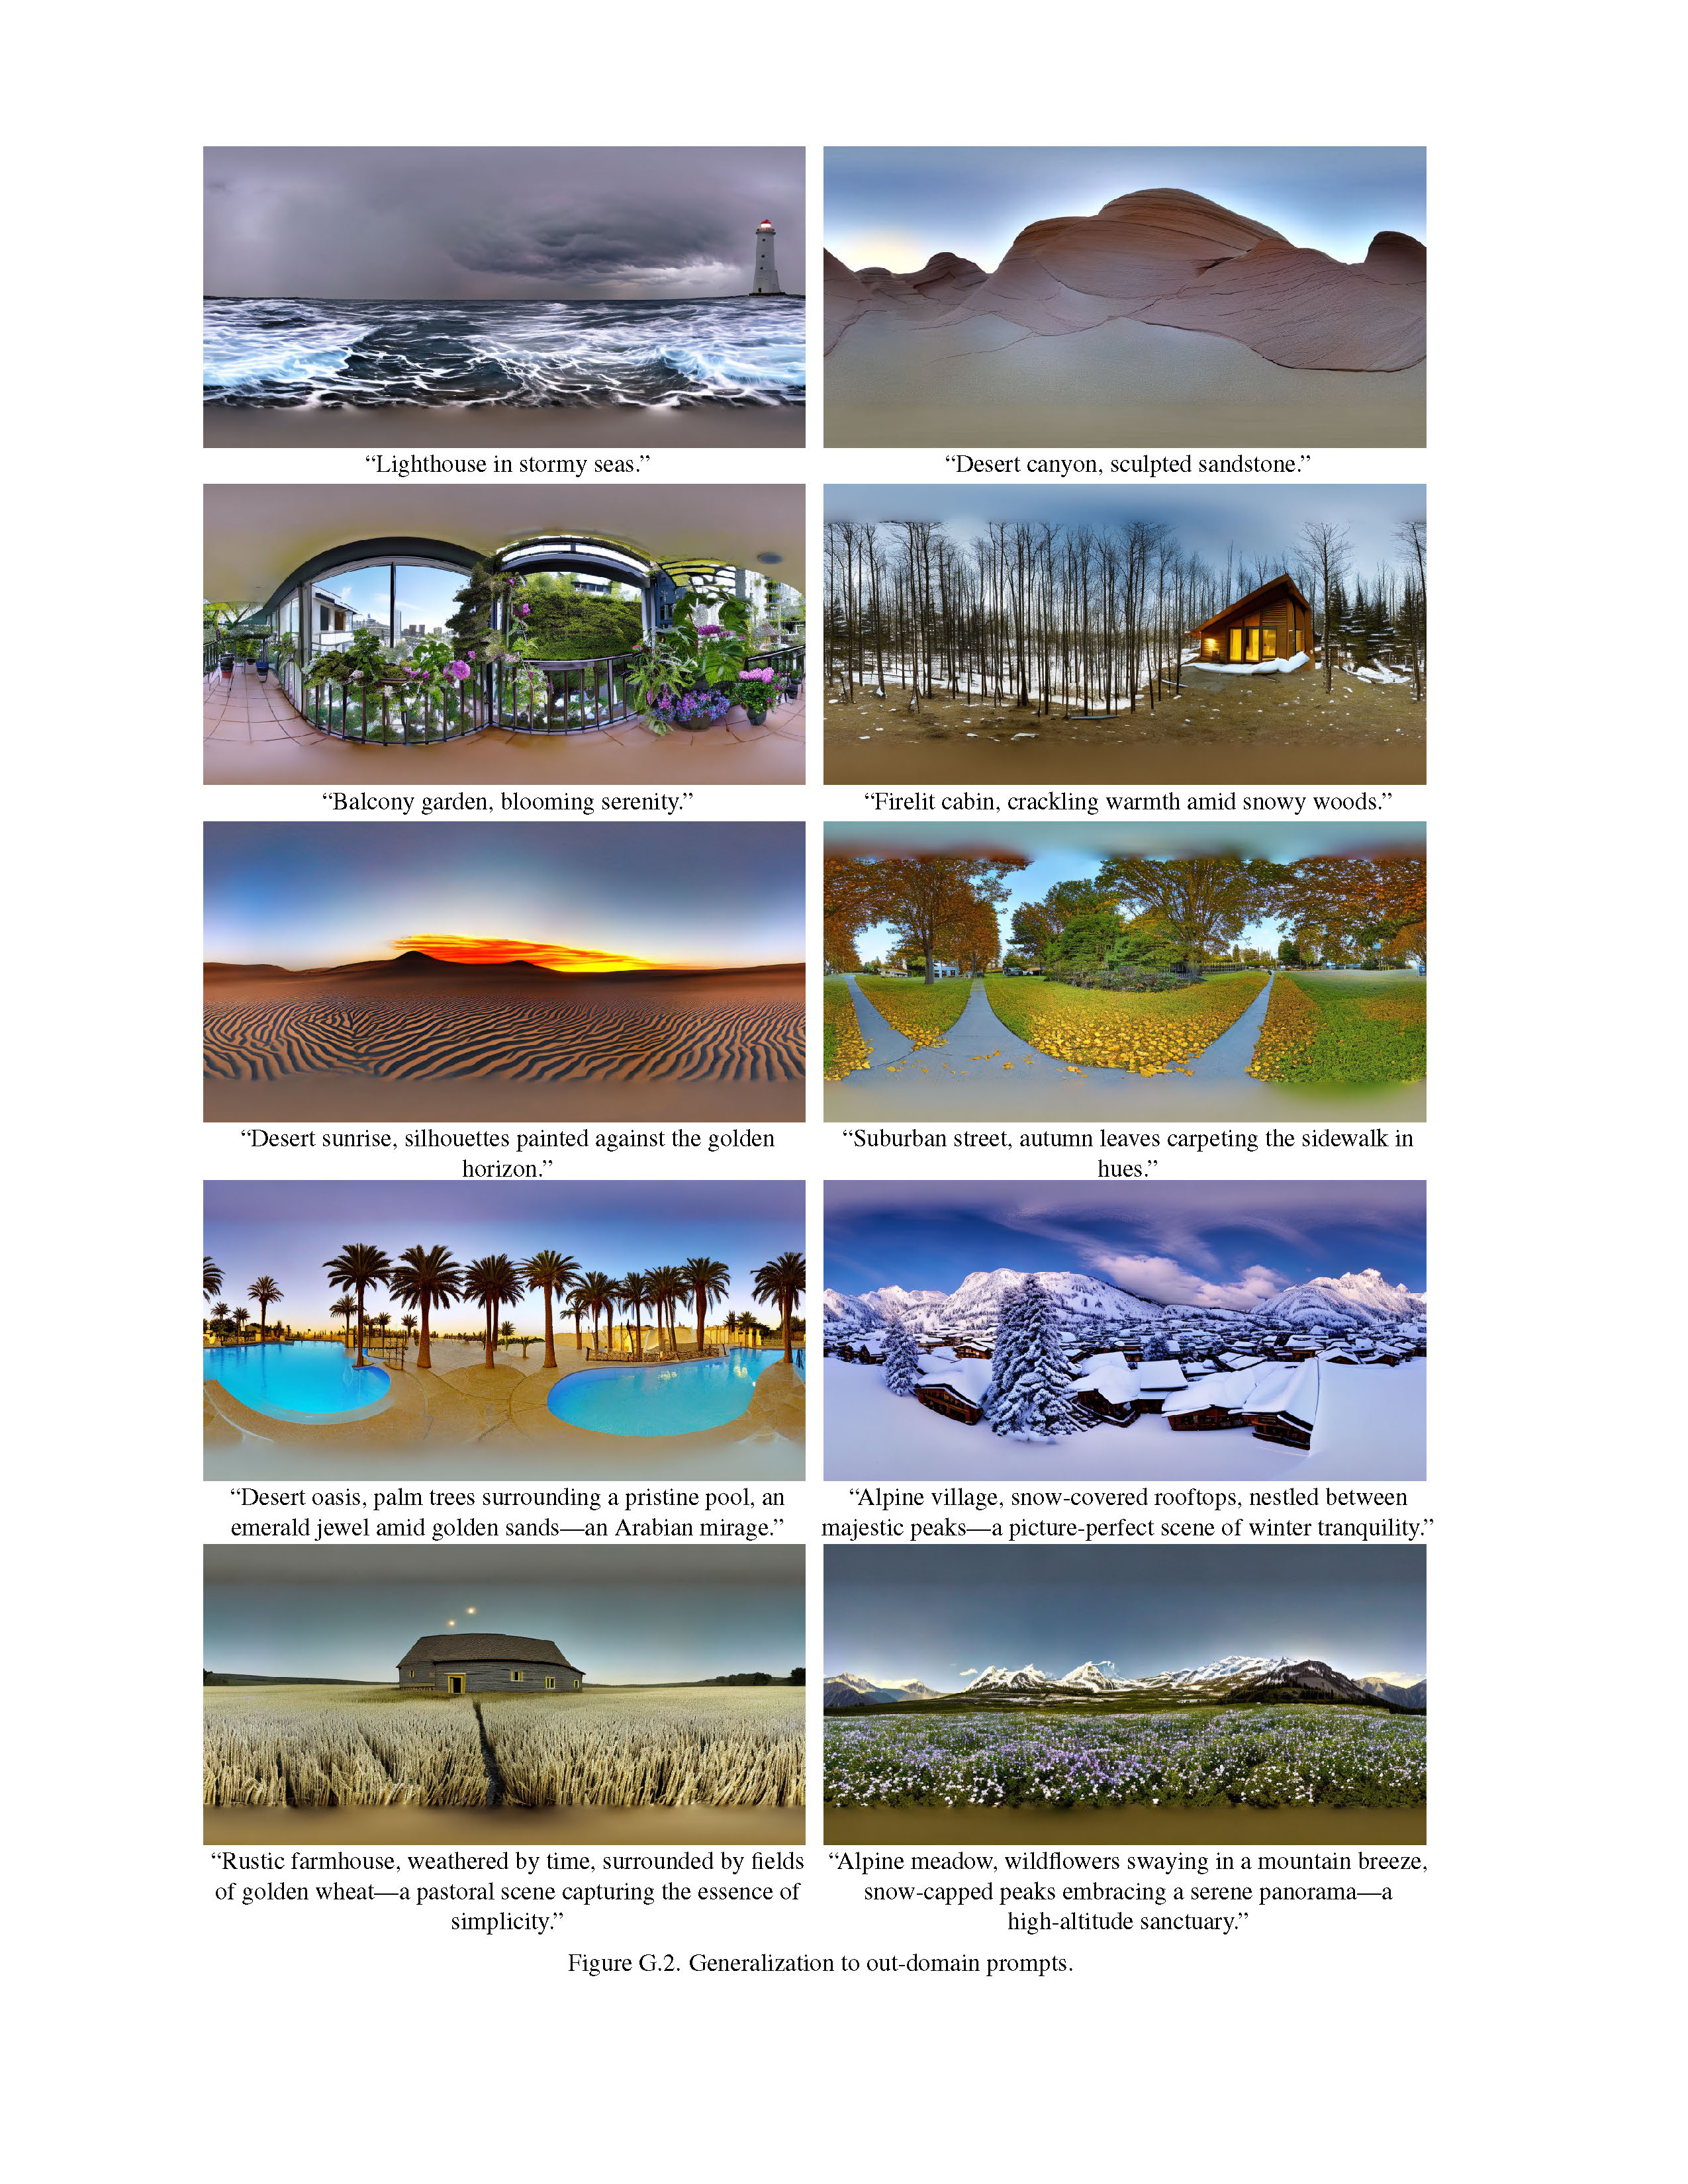 “Lighthouse in stormy seas.”
“Desert canyon, sculpted sandstone.”
“Balcony garden, blooming serenity.”
“Firelit cabin, crackling warmth amid snowy woods.”
“Desert sunrise, silhouettes painted against the golden
horizon.”
“Suburban street, autumn leaves carpeting the sidewalk in
hues.”
“Desert oasis, palm trees surrounding a pristine pool, an
emerald jewel amid golden sands—an Arabian mirage.”
“Alpine village, snow-covered rooftops, nestled between
majestic peaks—a picture-perfect scene of winter tranquility.”
“Rustic farmhouse, weathered by time, surrounded by fields
of golden wheat—a pastoral scene capturing the essence of
simplicity.”
“Alpine meadow, wildflowers swaying in a mountain breeze,
snow-capped peaks embracing a serene panorama—a
high-altitude sanctuary.”
Figure G.2. Generalization to out-domain prompts.